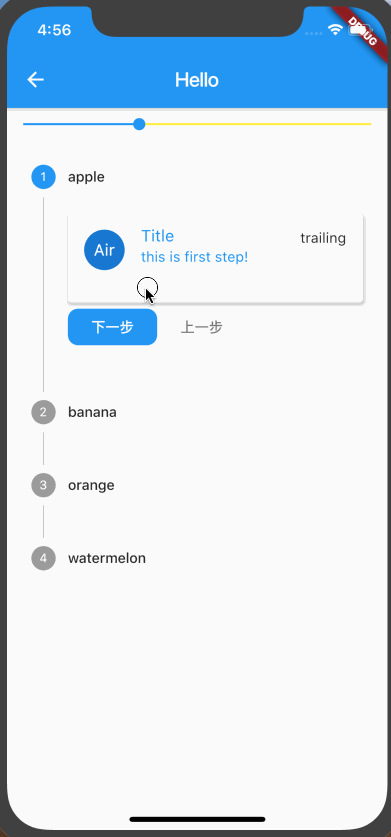 4:56
DEBUG
Hello
1 apple
Air
Title
this is first step!
trailing
下一步 上一步
2 banana
3 orange
4 watermelon